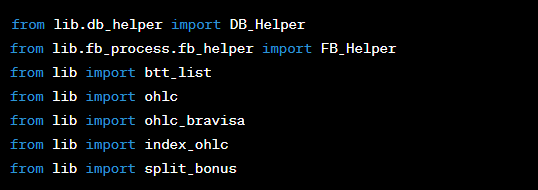 from lib.db_helper import DB_Helper
from lib.fb_process.fb_helper import FB_Helper
from lib import btt_list
from lib import ohlc
from lib import ohlc_bravisa
from lib import index_ohlc
from lib import split_bonus